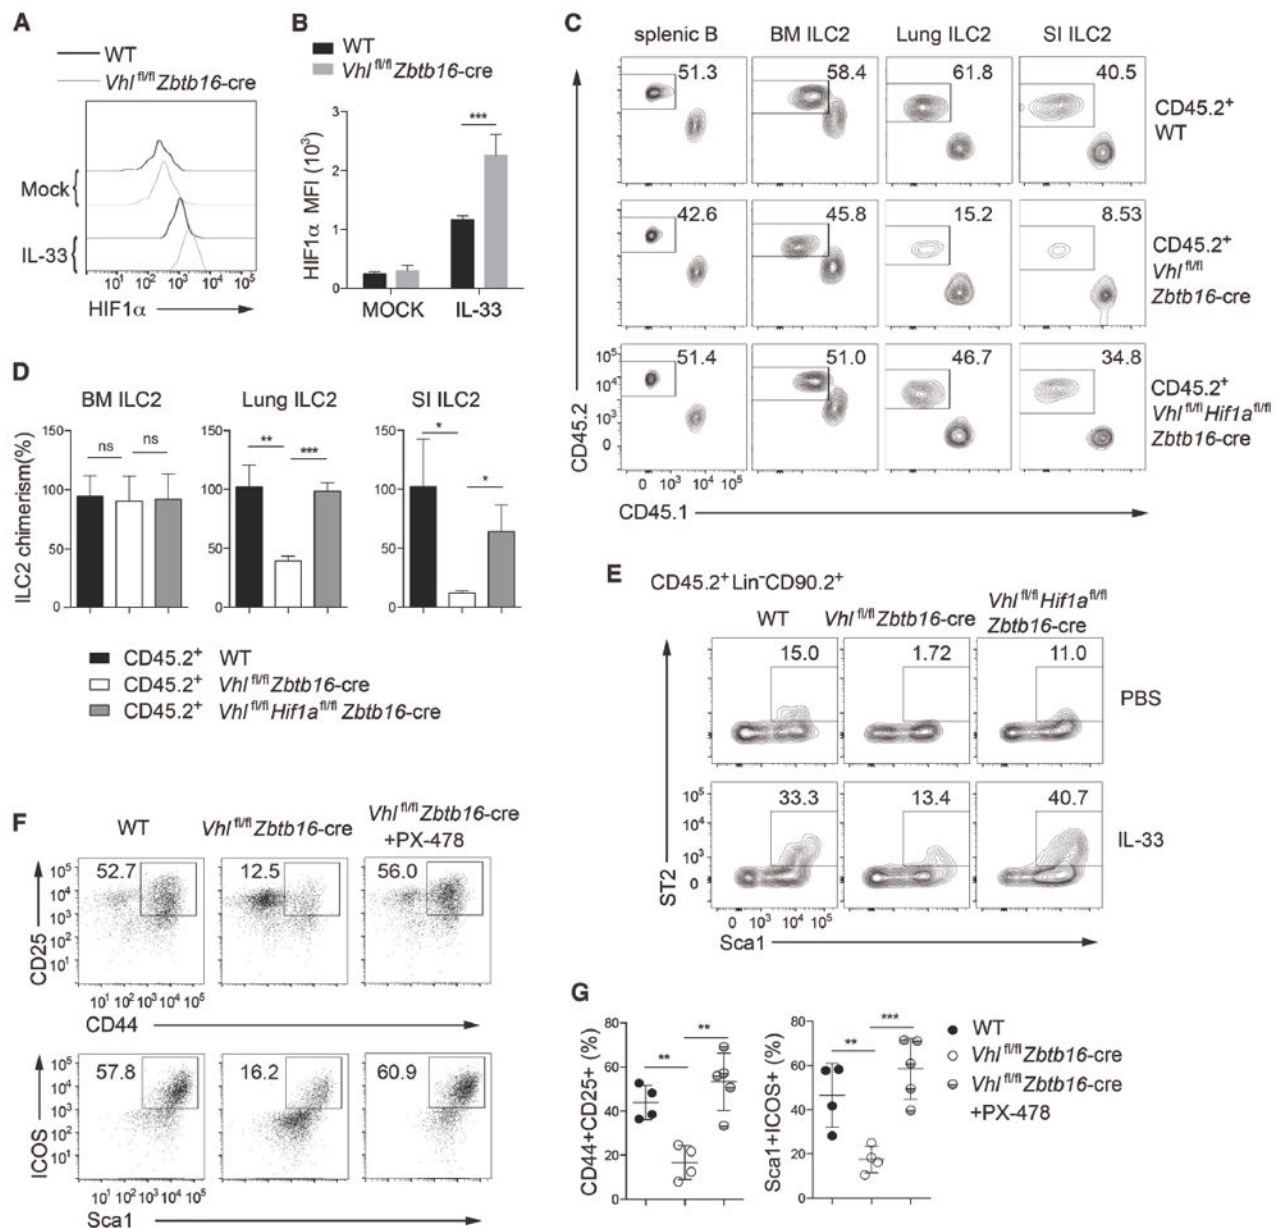 A
WT
Vhl fl/fl Zbtb16-cre
Mock
IL-33
10¹ 10² 10³ 10⁴ 10⁵
HIF1α
B
WT
Vhl fl/fl Zbtb16-cre
HIF1α MFI (10³)
3
2
1
0
***
MOCK IL-33
C
splenic B BM ILC2 Lung ILC2 SI ILC2
51.3 58.4 61.8 40.5
CD45.2⁺
WT
42.6 45.8 15.2 8.53
CD45.2⁺
Vhl fl/fl
Zbtb16-cre
51.4 51.0 46.7 34.8
CD45.2⁺
Vhl fl/fl Hif1a fl/fl
Zbtb16-cre
10⁵
10⁴
10³
0
CD45.2
0 10³ 10⁴ 10⁵
CD45.1
D
BM ILC2 Lung ILC2 SI ILC2
ILC2 chimerism(%)
150
100
50
0
ns ns
150
100
50
0
** ***
150
100
50
0
* *
CD45.2⁺ WT
CD45.2⁺ Vhl fl/fl Zbtb16-cre
CD45.2⁺ Vhl fl/fl Hif1a fl/fl Zbtb16-cre
E
CD45.2⁺ Lin⁻CD90.2⁺
WT Vhl fl/fl Zbtb16-cre Vhl fl/fl Hif1a fl/fl
Zbtb16-cre
15.0 1.72 11.0
PBS
33.3 13.4 40.7
IL-33
10⁵
10⁴
10³
0
ST2
0 10³ 10⁴ 10⁵
Sca1
F
WT Vhl fl/fl Zbtb16-cre Vhl fl/fl Zbtb16-cre
+PX-478
52.7 12.5 56.0
10⁵
10⁴
10³
10²
10¹
CD25
10¹ 10² 10³ 10⁴ 10⁵
CD44
57.8 16.2 60.9
10⁵
10⁴
10³
10²
10¹
ICOS
10¹ 10² 10³ 10⁴ 10⁵
Sca1
G
CD44+CD25+ (%)
80
60
40
20
0
** **
Sca1+ICOS+ (%)
80
60
40
20
0
** ***
WT
Vhl fl/fl Zbtb16-cre
Vhl fl/fl Zbtb16-cre
+PX-478